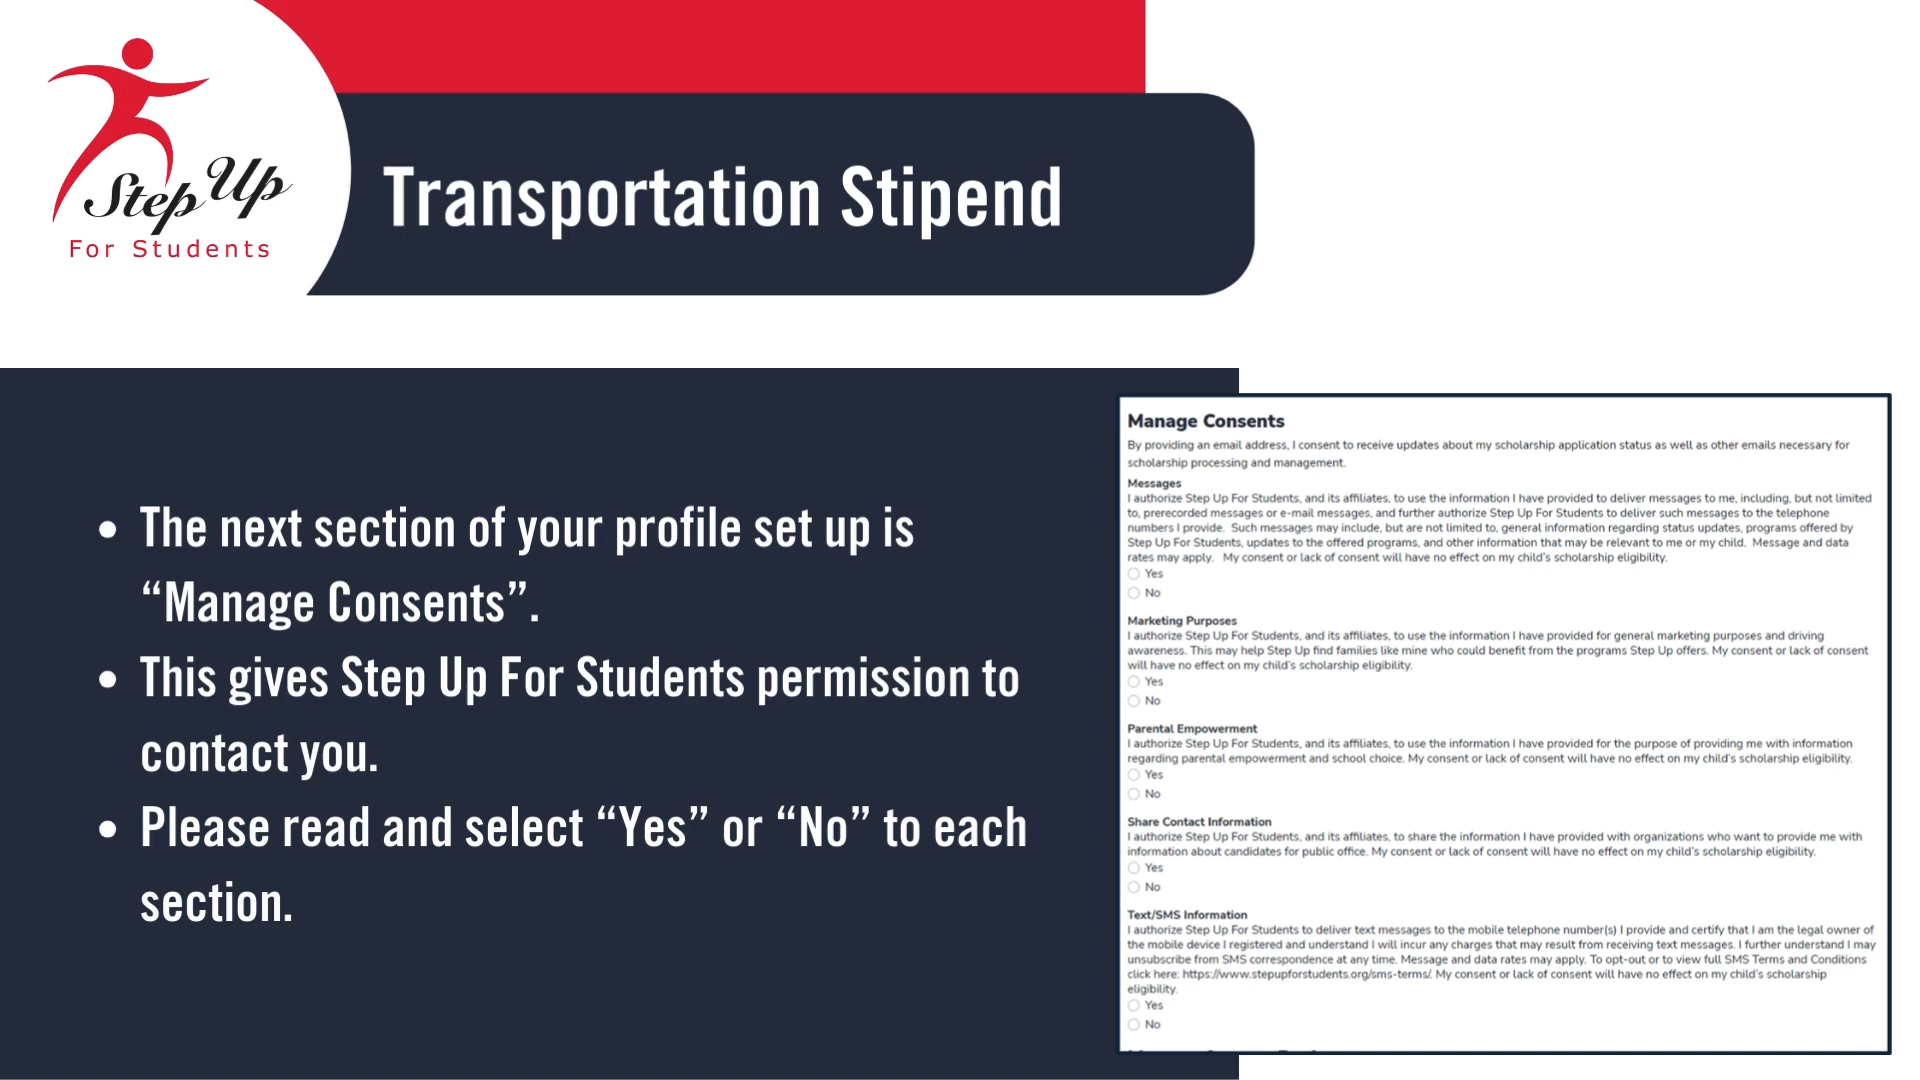 Step Up
For Students
Transportation Stipend
• The next section of your profile set up is
“Manage Consents”.
• This gives Step Up For Students permission to
contact you.
• Please read and select “Yes” or “No” to each
section.
Manage Consents
By providing an email address, I consent to receive updates about my scholarship application status as well as other emails necessary for
scholarship processing and management.
Messages
I authorize Step Up For Students, and its affiliates, to use the information I have provided to deliver messages to me, including, but not limited
to, prerecorded messages or e-mail messages, and further authorize Step Up For Students to deliver such messages to the telephone
numbers I provide.  Such messages may include, but are not limited to, general information regarding status updates, programs offered by
Step Up For Students, updates to the offered programs, and other information that may be relevant to me or my child.  Message and data
rates may apply.   My consent or lack of consent will have no effect on my child's scholarship eligibility.
Yes
No
Marketing Purposes
I authorize Step Up For Students, and its affiliates, to use the information I have provided for general marketing purposes and driving
awareness. This may help Step Up find families like mine who could benefit from the programs Step Up offers. My consent or lack of consent
will have no effect on my child's scholarship eligibility.
Yes
No
Parental Empowerment
I authorize Step Up For Students, and its affiliates, to use the information I have provided for the purpose of providing me with information
regarding parental empowerment and school choice. My consent or lack of consent will have no effect on my child's scholarship eligibility.
Yes
No
Share Contact Information
I authorize Step Up For Students, and its affiliates, to share the information I have provided with organizations who want to provide me with
information about candidates for public office. My consent or lack of consent will have no effect on my child's scholarship eligibility.
Yes
No
Text/SMS Information
I authorize Step Up For Students to deliver text messages to the mobile telephone number(s) I provide and certify that I am the legal owner of
the mobile device I registered and understand I will incur any charges that may result from receiving text messages. I further understand I may
unsubscribe from SMS correspondence at any time. Message and data rates may apply. To opt-out or to view full SMS Terms and Conditions
click here: https://www.stepupforstudents.org/sms-terms/. My consent or lack of consent will have no effect on my child's scholarship
eligibility.
Yes
No